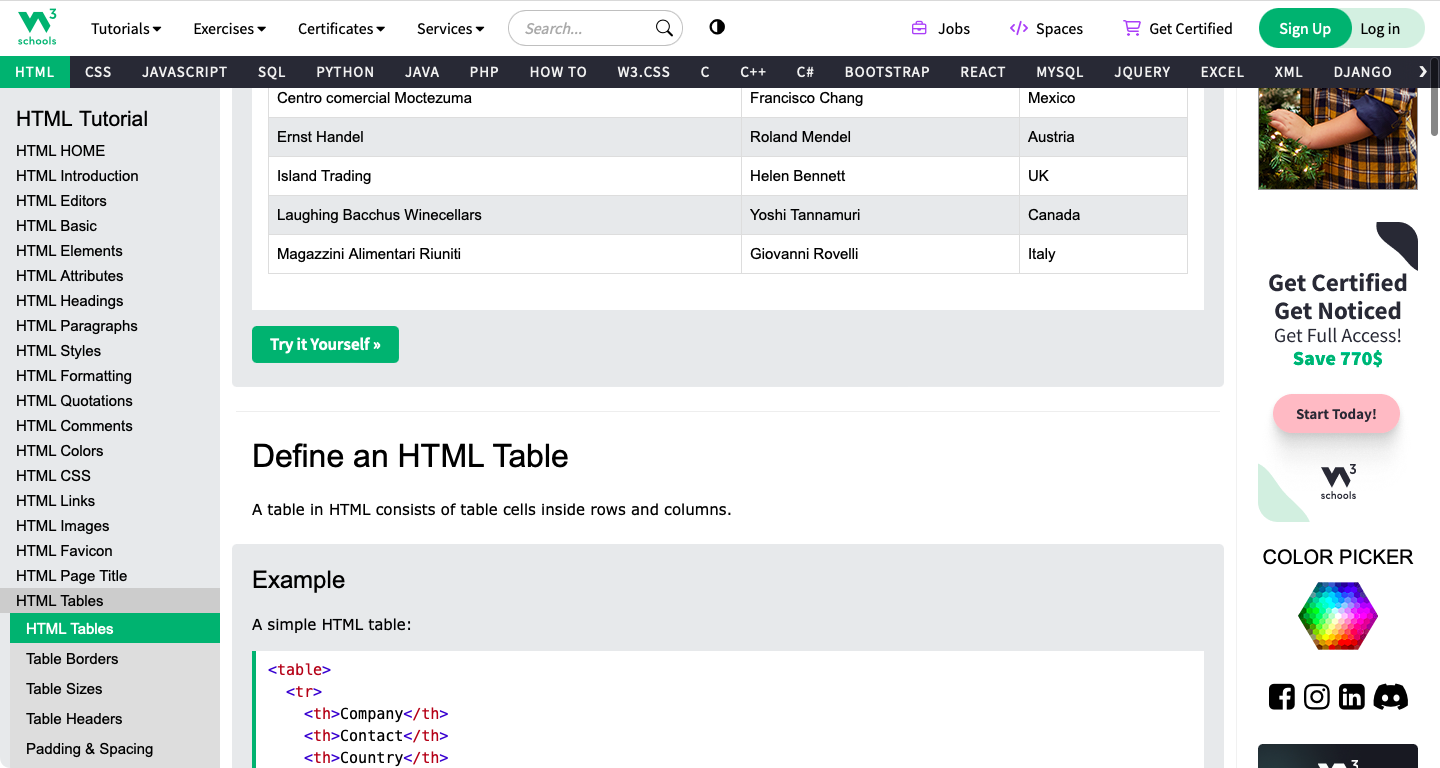 W3 schools
Tutorials Exercises Certificates Services Search... Jobs Spaces Get Certified Sign Up Log in
HTML CSS JAVASCRIPT SQL PYTHON JAVA PHP HOW TO W3.CSS C C++ C# BOOTSTRAP REACT MYSQL JQUERY EXCEL XML DJANGO ❯
HTML Tutorial
HTML HOME
HTML Introduction
HTML Editors
HTML Basic
HTML Elements
HTML Attributes
HTML Headings
HTML Paragraphs
HTML Styles
HTML Formatting
HTML Quotations
HTML Comments
HTML Colors
HTML CSS
HTML Links
HTML Images
HTML Favicon
HTML Page Title
HTML Tables
HTML Tables
Table Borders
Table Sizes
Table Headers
Padding & Spacing
Centro comercial Moctezuma Francisco Chang Mexico
Ernst Handel Roland Mendel Austria
Island Trading Helen Bennett UK
Laughing Bacchus Winecellars Yoshi Tannamuri Canada
Magazzini Alimentari Riuniti Giovanni Rovelli Italy
Try it Yourself »
Define an HTML Table
A table in HTML consists of table cells inside rows and columns.
Example
A simple HTML table:
<table>
<tr>
<th>Company</th>
<th>Contact</th>
<th>Country</th>
Get Certified
Get Noticed
Get Full Access!
Save 770$
Start Today!
W3
schools
COLOR PICKER
W3